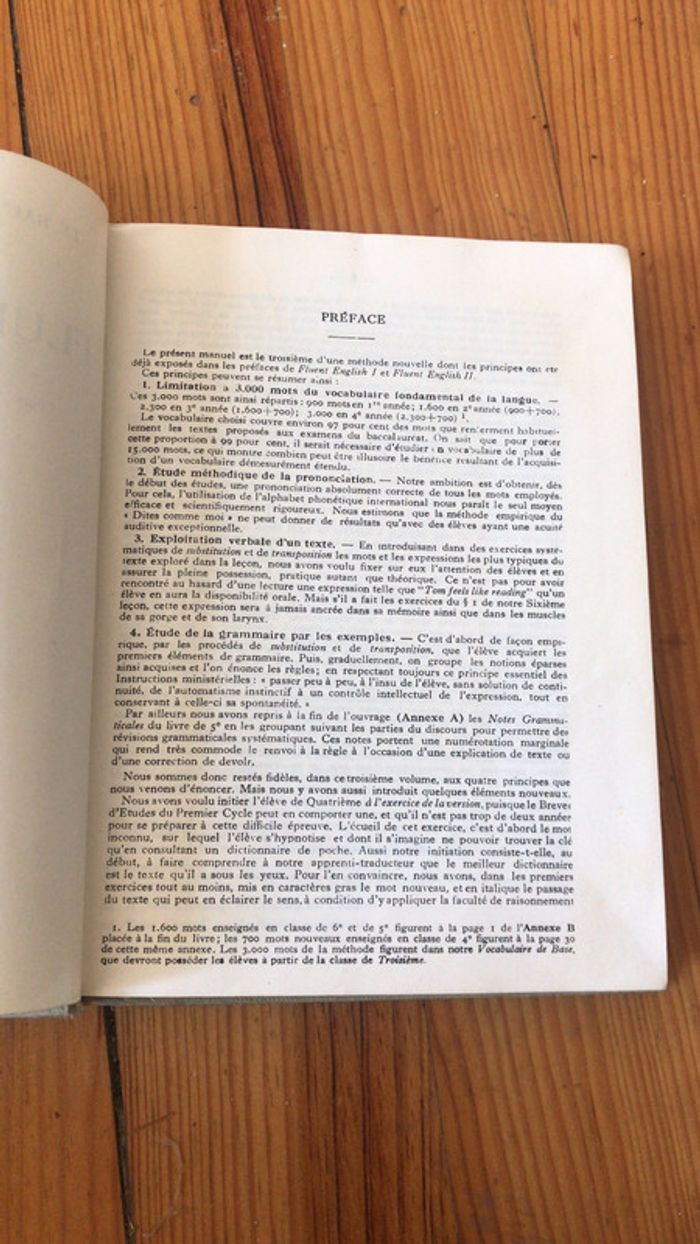 PRÉFACE
Le présent manuel est le troisième d'une méthode nouvelle dont les principes ont été
déjà exposés dans les préfaces de Fluent English I et Fluent English II.
Ces principes peuvent se résumer ainsi :
1. Limitation à 3.000 mots du vocabulaire fondamental de la langue. —
Ces 3.000 mots sont ainsi répartis : 900 mots en 1re année; 1.600 en 2e année (900+700),
2.300 en 3e année (1.600+700); 3.000 en 4e année (2.300+700) 1.
Le vocabulaire choisi couvre environ 97 pour cent des mots que renferment habituel-
lement les textes proposés aux examens du baccalauréat. On sait que pour porter
cette proportion à 99 pour cent, il serait nécessaire d'étudier un vocabulaire de plus de
15.000 mots, ce qui montre combien peut être illusoire le bénéfice résultant de l'acquisi-
tion d'un vocabulaire démesurément étendu.
2. Étude méthodique de la prononciation. — Notre ambition est d'obtenir, dès
le début des études, une prononciation absolument correcte de tous les mots employés.
Pour cela, l'utilisation de l'alphabet phonétique international nous paraît le seul moyen
efficace et scientifiquement rigoureux. Nous estimons que la méthode empirique du
« Dites comme moi » ne peut donner de résultats qu'avec des élèves ayant une acuité
auditive exceptionnelle.
3. Exploitation verbale d'un texte. — En introduisant dans des exercices systé-
matiques de substitution et de transposition les mots et les expressions les plus typiques du
texte exploré dans la leçon, nous avons voulu fixer sur eux l'attention des élèves et en
assurer la pleine possession, pratique autant que théorique. Ce n'est pas pour avoir
rencontré au hasard d'une lecture une expression telle que "Tom feels like reading" qu'un
élève en aura la disponibilité orale. Mais s'il a fait les exercices du § 1 de notre Sixième
leçon, cette expression sera à jamais ancrée dans sa mémoire ainsi que dans les muscles
de sa gorge et de son larynx.
4. Étude de la grammaire par les exemples. — C'est d'abord de façon empi-
rique, par les procédés de substitution et de transposition, que l'élève acquiert les
premiers éléments de grammaire. Puis, graduellement, on groupe les notions éparses
ainsi acquises et l'on énonce les règles; en respectant toujours ce principe essentiel des
Instructions ministérielles : « passer peu à peu, à l'insu de l'élève, sans solution de conti-
nuité, de l'automatisme instinctif à un contrôle intellectuel de l'expression, tout en
conservant à celle-ci sa spontanéité. »
Par ailleurs nous avons repris à la fin de l'ouvrage (Annexe A) les Notes Gramma-
ticales du livre de 5e en les groupant suivant les parties du discours pour permettre des
révisions grammaticales systématiques. Ces notes portent une numérotation marginale
qui rend très commode le renvoi à la règle à l'occasion d'une explication de texte ou
d'une correction de devoir.
Nous sommes donc restés fidèles, dans ce troisième volume, aux quatre principes que
nous venons d'énoncer. Mais nous y avons aussi introduit quelques éléments nouveaux.
Nous avons voulu initier l'élève de Quatrième à l'exercice de la version, puisque le Brevet
d'Etudes du Premier Cycle peut en comporter une, et qu'il n'est pas trop de deux années
pour se préparer à cette difficile épreuve. L'écueil de cet exercice, c'est d'abord le mot
inconnu, sur lequel l'élève s'hypnotise et dont il s'imagine ne pouvoir trouver la clé
qu'en consultant un dictionnaire de poche. Aussi notre initiation consiste-t-elle, au
début, à faire comprendre à notre apprenti-traducteur que le meilleur dictionnaire
est le texte qu'il a sous les yeux. Pour l'en convaincre, nous avons, dans les premiers
exercices tout au moins, mis en caractères gras le mot nouveau, et en italique le passage
du texte qui peut en éclairer le sens, à condition d'y appliquer la faculté de raisonnement
1. Les 1.600 mots enseignés en classe de 6e et de 5e figurent à la page 1 de l'Annexe B
placée à la fin du livre; les 700 mots nouveaux enseignés en classe de 4e figurent à la page 30
de cette même annexe. Les 3.000 mots de la méthode figurent dans notre Vocabulaire de Base,
que devront posséder les élèves à partir de la classe de Troisième.